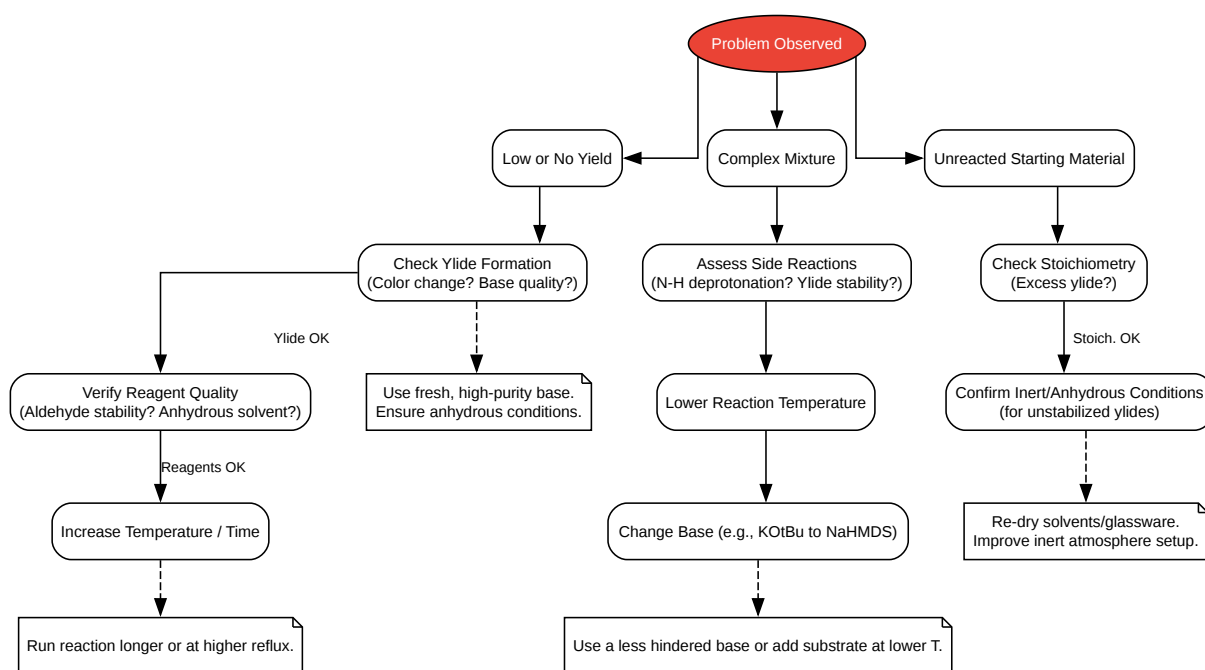 Problem Observed
Low or No Yield
Complex Mixture
Unreacted Starting Material
Check Ylide Formation
(Color change? Base quality?)
Assess Side Reactions
(N-H deprotonation? Ylide stability?)
Check Stoichiometry
(Excess ylide?)
Ylide OK
Stoich. OK
Verify Reagent Quality
(Aldehyde stability? Anhydrous solvent?)
Use fresh, high-purity base.
Ensure anhydrous conditions.
Lower Reaction Temperature
Confirm Inert/Anhydrous Conditions
(for unstabilized ylides)
Reagents OK
Increase Temperature / Time
Change Base (e.g., KOtBu to NaHMDS)
Re-dry solvents/glassware.
Improve inert atmosphere setup.
Run reaction longer or at higher reflux.
Use a less hindered base or add substrate at lower T.